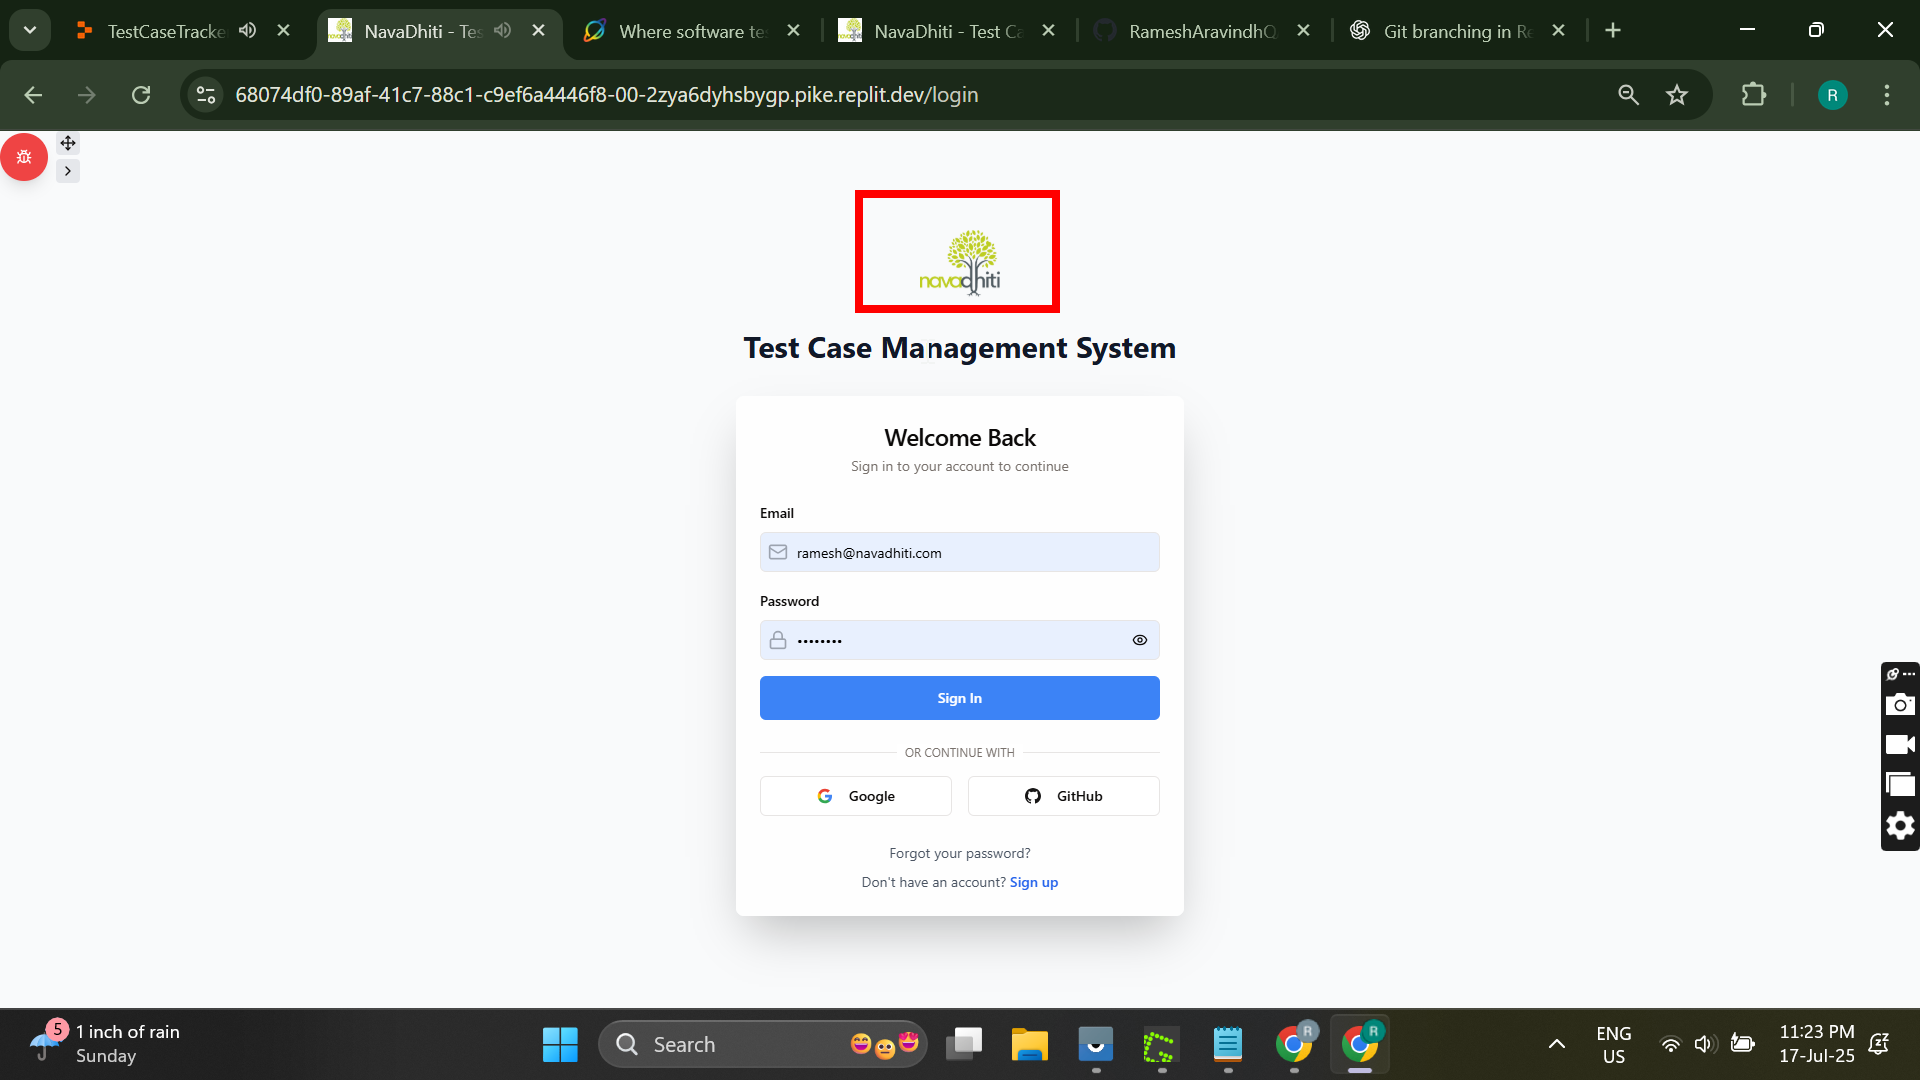 TestCaseTracke
NavaDhiti - Tes
Where software te
NavaDhiti - Test Ca
RameshAravindhQ
Git branching in Re
68074df0-89af-41c7-88c1-c9ef6a4446f8-00-2zya6dyhsbygp.pike.replit.dev/login
R
navadhiti
Test Case Management System
Welcome Back
Sign in to your account to continue
Email
ramesh@navadhiti.com
Password
••••••••
Sign In
OR CONTINUE WITH
Google
GitHub
Forgot your password?
Don't have an account? Sign up
5
1 inch of rain
Sunday
Search
R
R
ENG
US
11:23 PM
17-Jul-25